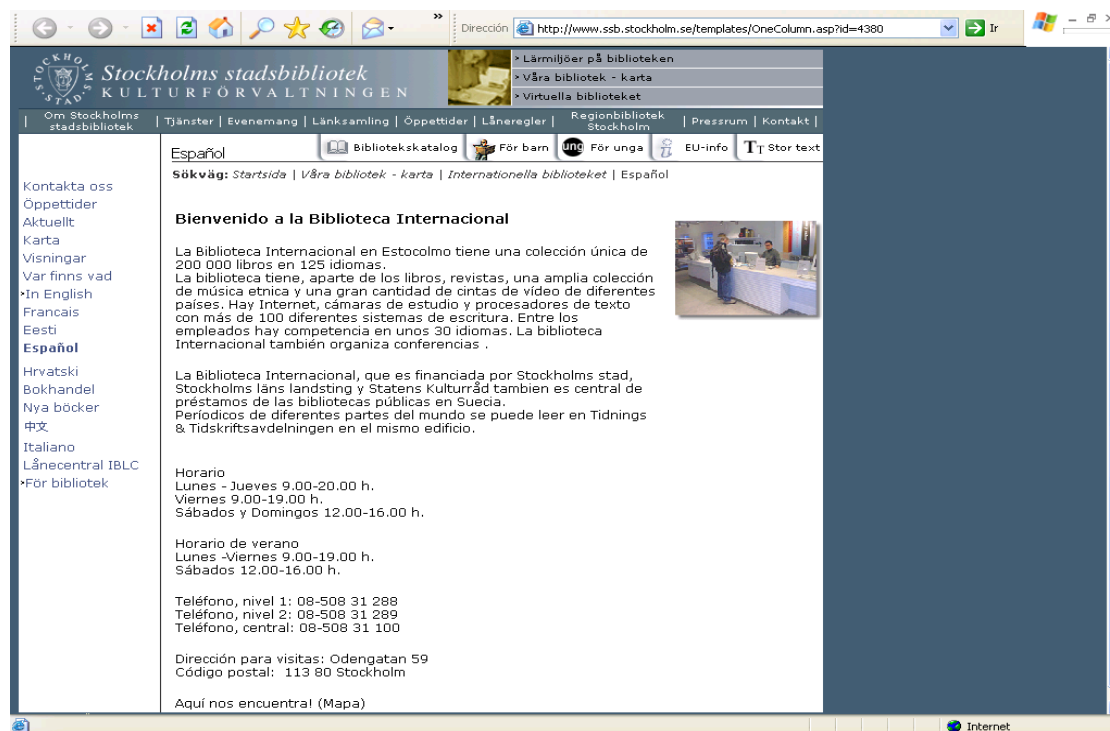 »
Dirección http://www.ssb.stockholm.se/templates/OneColumn.asp?id=4380 Ir
STOCKHOLMS STAD
Stockholms stadsbibliotek
KULTURFÖRVALTNINGEN
Lärmiljöer på biblioteken
Våra bibliotek - karta
Virtuella biblioteket
| Om Stockholms stadsbibliotek | Tjänster | Evenemang | Länksamling | Öppettider | Låneregler | Regionbibliotek Stockholm | Pressrum | Kontakt |
Español
Bibliotekskatalog För barn ung För unga EU-info TT Stor text
Sökväg: Startsida | Våra bibliotek - karta | Internationella biblioteket | Español
Kontakta oss
Öppettider
Aktuellt
Karta
Visningar
Var finns vad
In English
Francais
Eesti
Español
Hrvatski
Bokhandel
Nya böcker
中文
Italiano
Lånecentral IBLC
För bibliotek
Bienvenido a la Biblioteca Internacional
La Biblioteca Internacional en Estocolmo tiene una colección única de
200 000 libros en 125 idiomas.
La biblioteca tiene, aparte de los libros, revistas, una amplia colección
de música etnica y una gran cantidad de cintas de vídeo de diferentes
países. Hay Internet, cámaras de estudio y procesadores de texto
con más de 100 diferentes sistemas de escritura. Entre los
empleados hay competencia en unos 30 idiomas. La biblioteca
Internacional también organiza conferencias .
La Biblioteca Internacional, que es financiada por Stockholms stad,
Stockholms läns landsting y Statens Kulturråd tambien es central de
préstamos de las bibliotecas públicas en Suecia.
Períodicos de diferentes partes del mundo se puede leer en Tidnings
& Tidskriftsavdelningen en el mismo edificio.
Horario
Lunes - Jueves 9.00-20.00 h.
Viernes 9.00-19.00 h.
Sábados y Domingos 12.00-16.00 h.
Horario de verano
Lunes -Viernes 9.00-19.00 h.
Sábados 12.00-16.00 h.
Teléfono, nivel 1: 08-508 31 288
Teléfono, nivel 2: 08-508 31 289
Teléfono, central: 08-508 31 100
Dirección para visitas: Odengatan 59
Código postal: 113 80 Stockholm
Aquí nos encuentra! (Mapa)
Internet